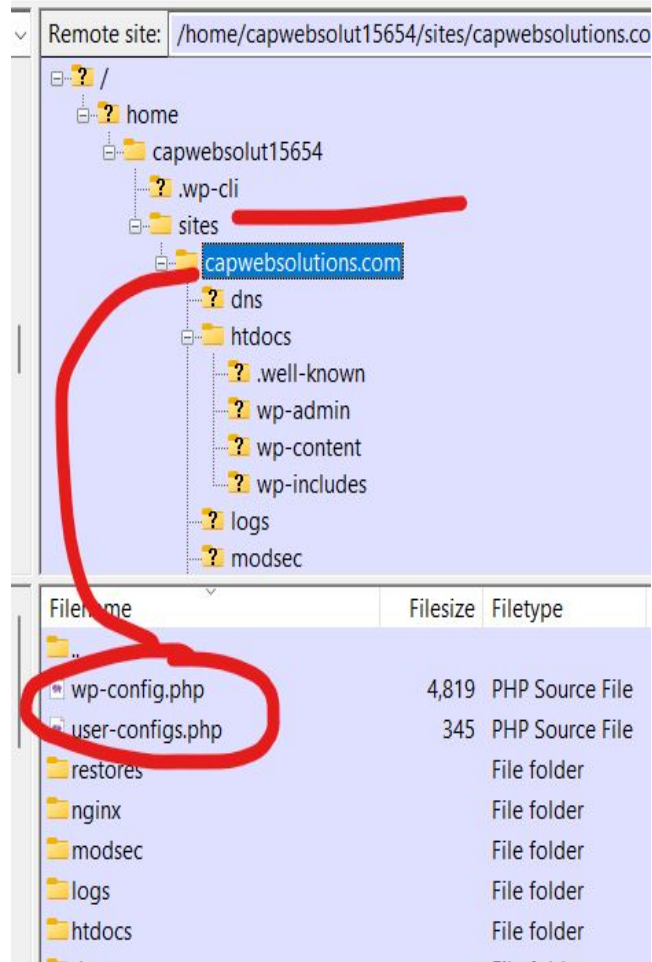 Remote site: /home/capwebsolut15654/sites/capwebsolutions.co
/
home
capwebsolut15654
.wp-cli
sites
capwebsolutions.com
dns
htdocs
.well-known
wp-admin
wp-content
wp-includes
logs
modsec
Filename Filesize Filetype
..
wp-config.php 4,819 PHP Source File
user-configs.php 345 PHP Source File
restores File folder
nginx File folder
modsec File folder
logs File folder
htdocs File folder